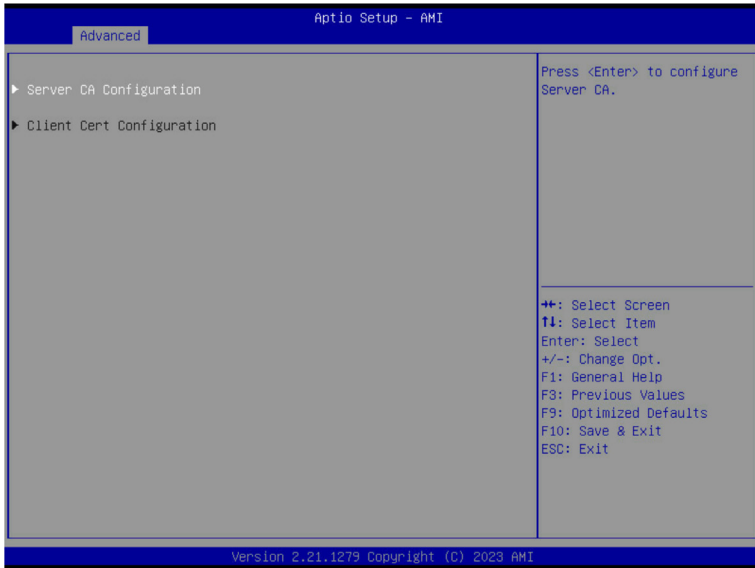 Aptio Setup – AMI
Advanced
▶ Server CA Configuration
▶ Client Cert Configuration
Press <Enter> to configure
Server CA.
→←: Select Screen
↑↓: Select Item
Enter: Select
+/-: Change Opt.
F1: General Help
F3: Previous Values
F9: Optimized Defaults
F10: Save & Exit
ESC: Exit
Version 2.21.1279 Copyright (C) 2023 AMI